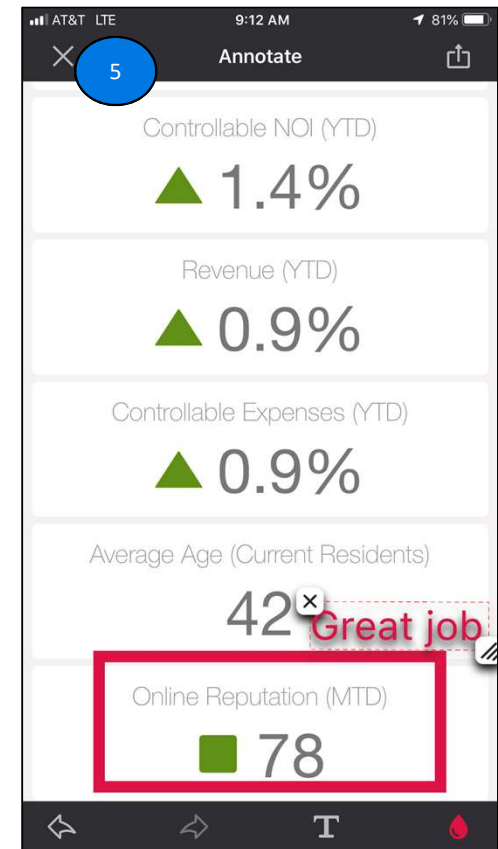 AT&T LTE 9:12 AM 81%
5 Annotate
Controllable NOI (YTD)
1.4%
Revenue (YTD)
0.9%
Controllable Expenses (YTD)
0.9%
Average Age (Current Residents)
42
Great job
Online Reputation (MTD)
78
T